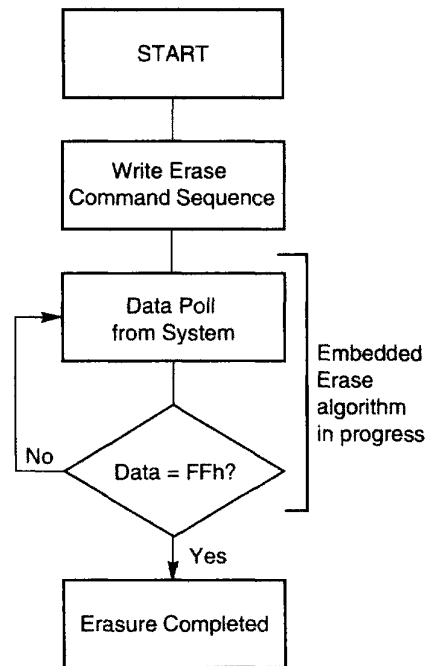 START
Write Erase
Command Sequence
Data Poll
from System
Embedded
Erase
algorithm
in progress
No
Data = FFh?
Yes
Erasure Completed